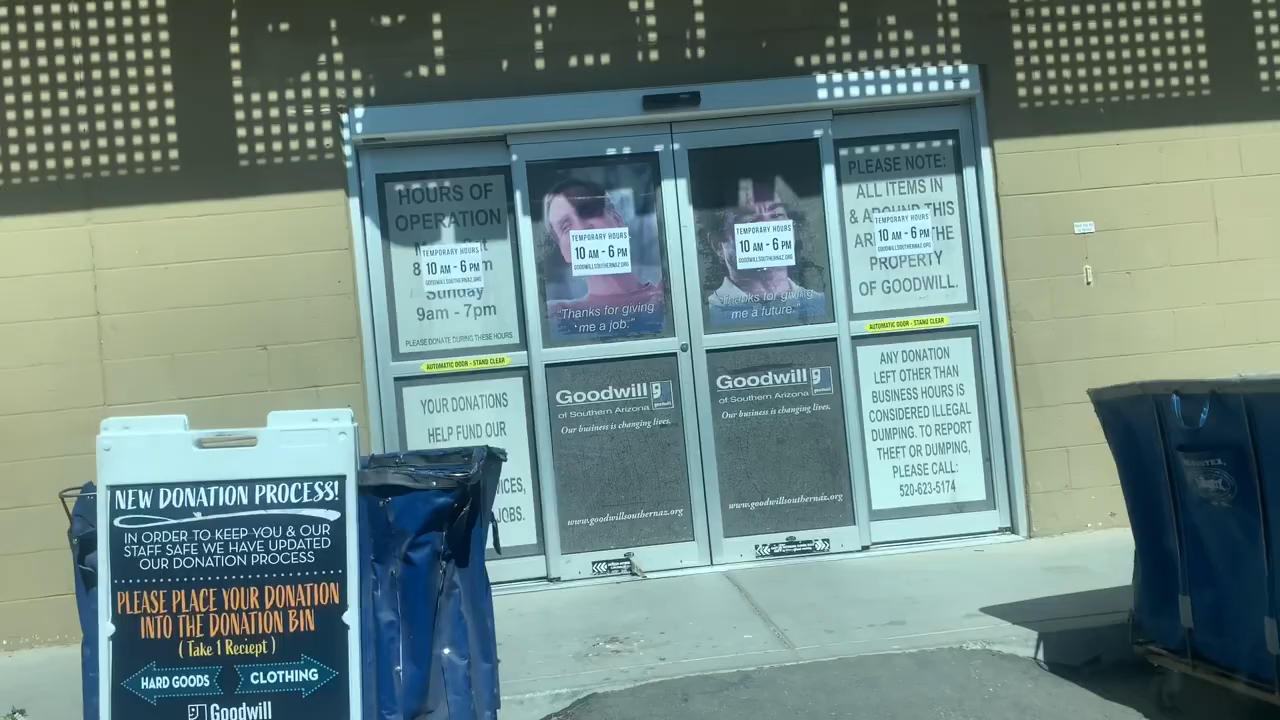 HOURS OF
OPERATION
TEMPORARY HOURS
10 AM - 6 PM
GOODWILLSOUTHERNAZ.ORG
Sunday
9am - 7pm
PLEASE DONATE DURING THESE HOURS
AUTOMATIC DOOR - STAND CLEAR
YOUR DONATIONS
HELP FUND OUR
JOBS.
TEMPORARY HOURS
10 AM - 6 PM
GOODWILLSOUTHERNAZ.ORG
"Thanks for giving
me a job."
Goodwill
of Southern Arizona
Our business is changing lives.
www.goodwillsouthernaz.org
TEMPORARY HOURS
10 AM - 6 PM
GOODWILLSOUTHERNAZ.ORG
"Thanks for giving
me a future."
Goodwill
of Southern Arizona
Our business is changing lives.
www.goodwillsouthernaz.org
PLEASE NOTE:
ALL ITEMS IN
& AROUND THIS
TEMPORARY HOURS
10 AM - 6 PM
GOODWILLSOUTHERNAZ.ORG
PROPERTY
OF GOODWILL.
AUTOMATIC DOOR - STAND CLEAR
ANY DONATION
LEFT OTHER THAN
BUSINESS HOURS IS
CONSIDERED ILLEGAL
DUMPING. TO REPORT
THEFT OR DUMPING,
PLEASE CALL:
520-623-5174
NEW DONATION PROCESS!
IN ORDER TO KEEP YOU & OUR
STAFF SAFE WE HAVE UPDATED
OUR DONATION PROCESS
PLEASE PLACE YOUR DONATION
INTO THE DONATION BIN
( Take 1 Reciept )
HARD GOODS
CLOTHING
Goodwill